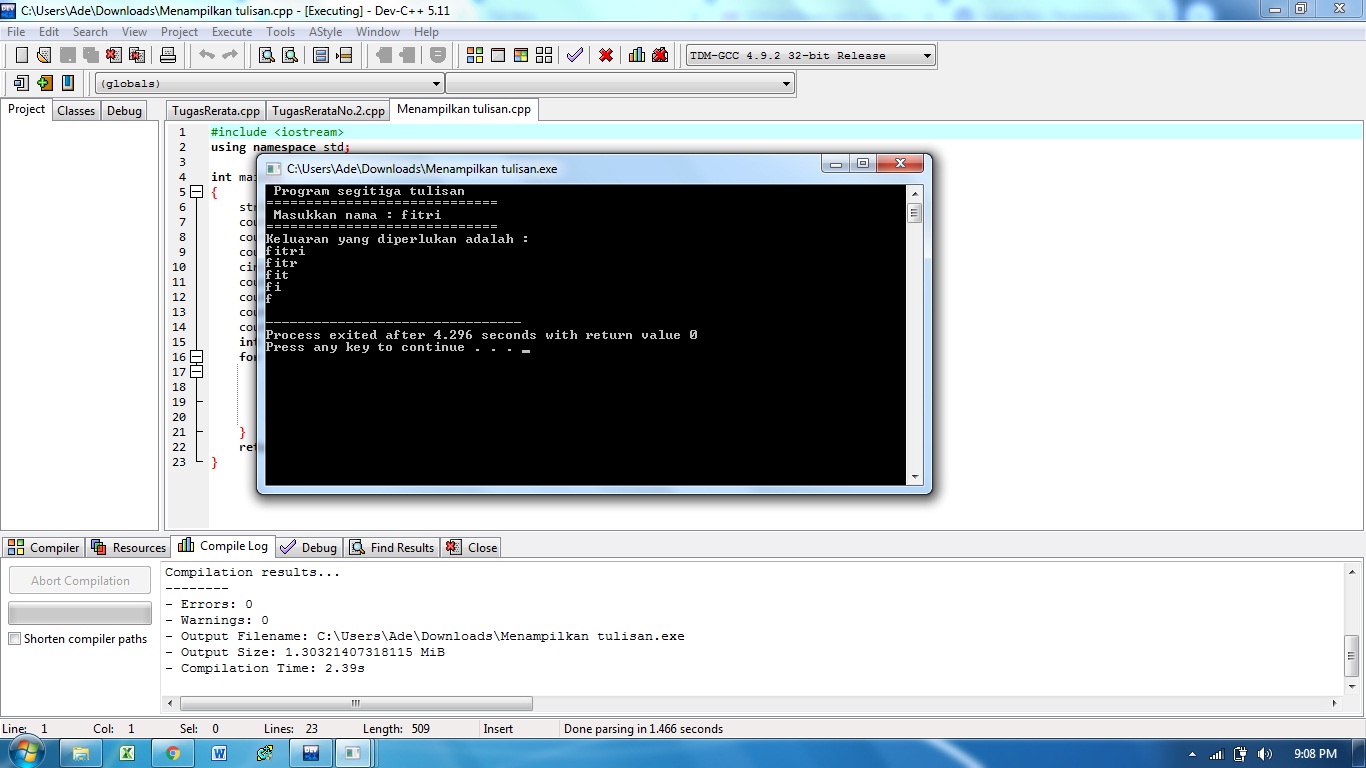 C:\Users\Ade\Downloads\Menampilkan tulisan.cpp - [Executing] - Dev-C++ 5.11
File Edit Search View Project Execute Tools AStyle Window Help
TDM-GCC 4.9.2 32-bit Release
(globals)
Project Classes Debug TugasRerata.cpp TugasRerataNo.2.cpp Menampilkan tulisan.cpp
1 #include <iostream>
2 using namespace std;
3
4 int mai
5 {
6 str
7 cou
8 cou
9 cou
10 cin
11 cou
12 cou
13 cou
14 cou
15 int
16 for
17
18
19
20
21 }
22 ret
23 }
C:\Users\Ade\Downloads\Menampilkan tulisan.exe
Program segitiga tulisan
=============================
Masukkan nama : fitri
=============================
Keluaran yang diperlukan adalah :
fitri
fitr
fit
fi
f
--------------------------------
Process exited after 4.296 seconds with return value 0
Press any key to continue . . .
Compiler Resources Compile Log Debug Find Results Close
Abort Compilation
Shorten compiler paths
Compilation results...
--------
- Errors: 0
- Warnings: 0
- Output Filename: C:\Users\Ade\Downloads\Menampilkan tulisan.exe
- Output Size: 1.30321407318115 MiB
- Compilation Time: 2.39s
Line: 1 Col: 1 Sel: 0 Lines: 23 Length: 509 Insert Done parsing in 1.466 seconds
9:08 PM